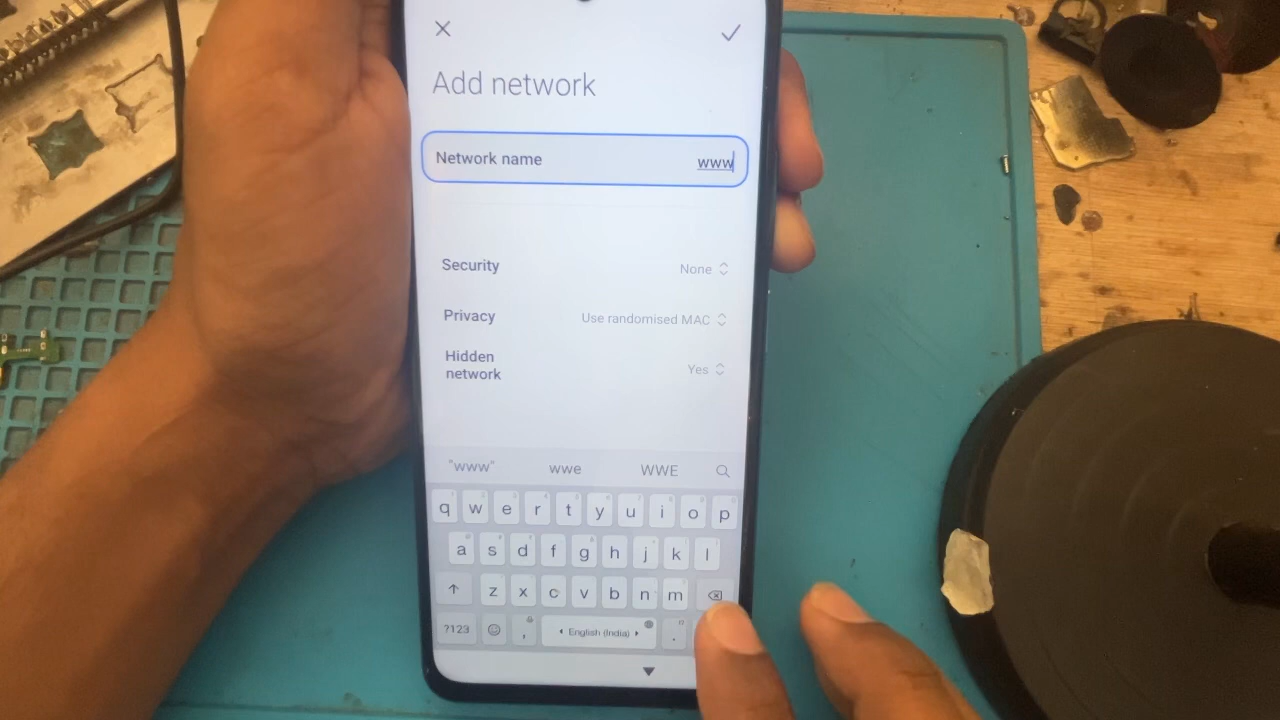 Add network
Network name www
Security None
Privacy Use randomised MAC
Hidden
network Yes
"www" wwe WWE
q w e r t y u i o p
a s d f g h j k l
z x c v b n m
?123 , English (India) .